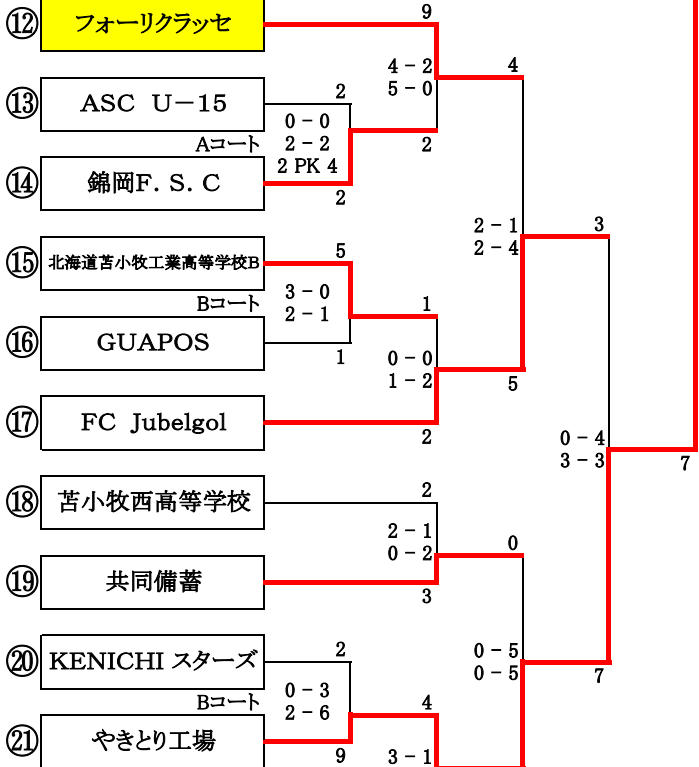 ⑫ フォーリクラッセ
9
4 − 2
5 − 0
4
⑬ ASC U−15
2
Aコート
0 − 0
2 − 2
2 PK 4
2
⑭ 錦岡F．S．C
2
2 − 1
2 − 4
3
⑮ 北海道苫小牧工業高等学校B
5
Bコート
3 − 0
2 − 1
1
⑯ GUAPOS
1
0 − 0
1 − 2
5
⑰ FC Jubelgol
2
0 − 4
3 − 3
7
⑱ 苫小牧西高等学校
2
2 − 1
0 − 2
0
⑲ 共同備蓄
3
⑳ KENICHI スターズ
2
0 − 5
0 − 5
7
Bコート
0 − 3
2 − 6
4
㉑ やきとり工場
9
3 − 1